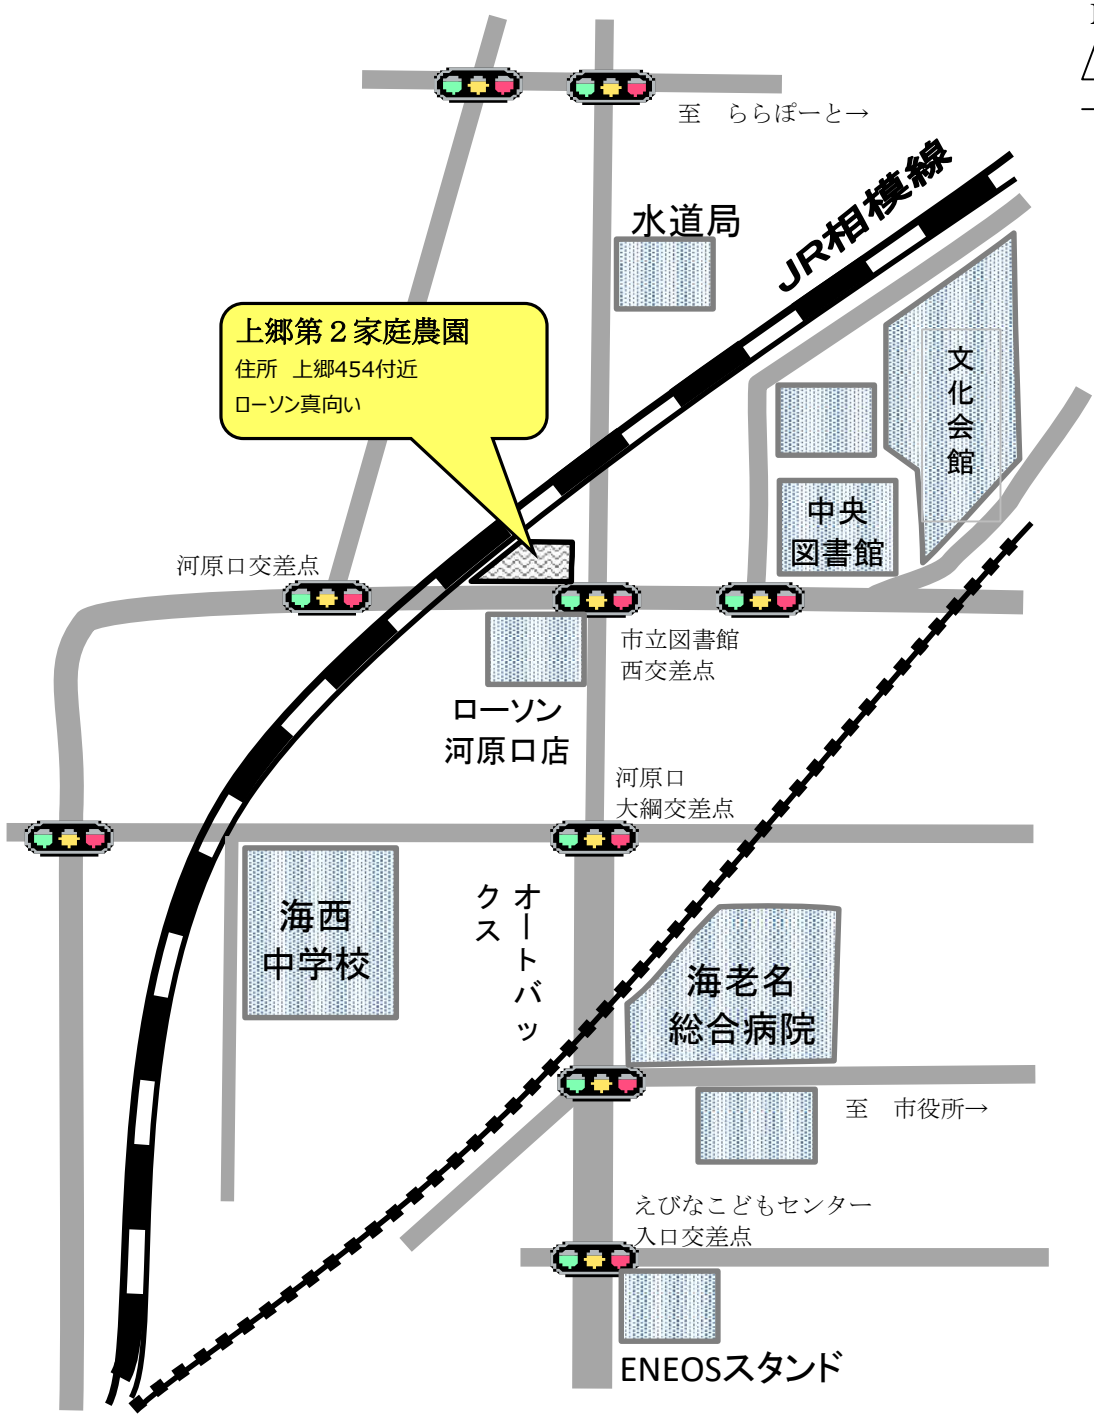 至　ららぽーと→
水道局
JR相模線
上郷第２家庭農園
住所　上郷454付近
ローソン真向い
文化会館
中央
図書館
河原口交差点
市立図書館
西交差点
ローソン
河原口店
河原口
大綱交差点
オートバッ
クス
海西
中学校
海老名
総合病院
至　市役所→
えびなこどもセンター
入口交差点
ENEOSスタンド